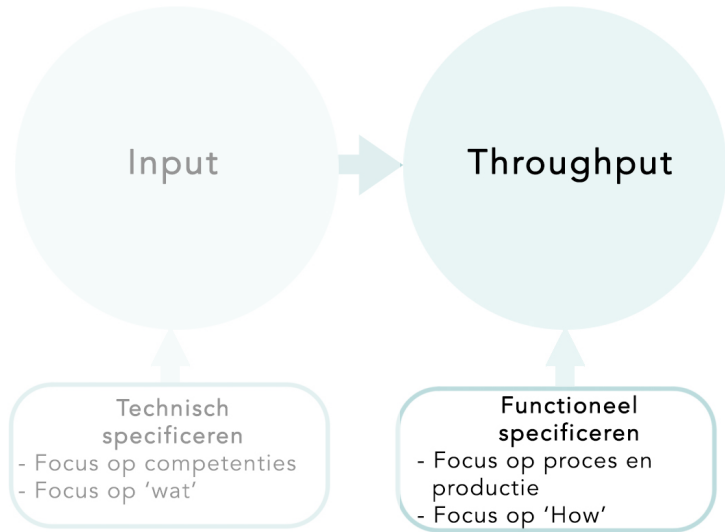 Input
Throughput
Technisch
specificeren
- Focus op competenties
- Focus op ‘wat’
Functioneel
specificeren
- Focus op proces en
productie
- Focus op ‘How’